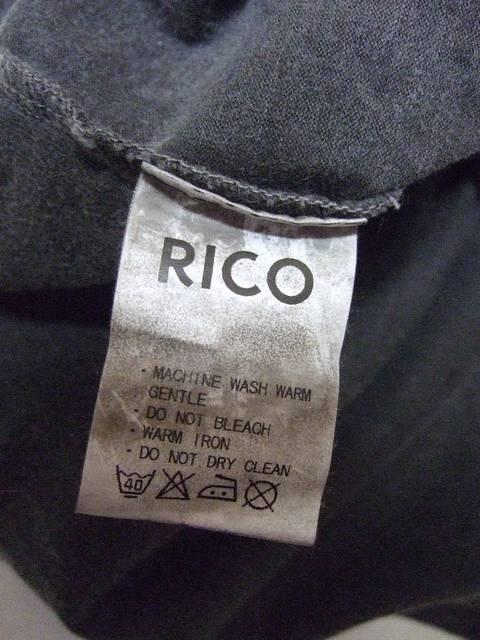 RICO
- MACHINE WASH WARM
GENTLE
- DO NOT BLEACH
- WARM IRON
- DO NOT DRY CLEAN
40